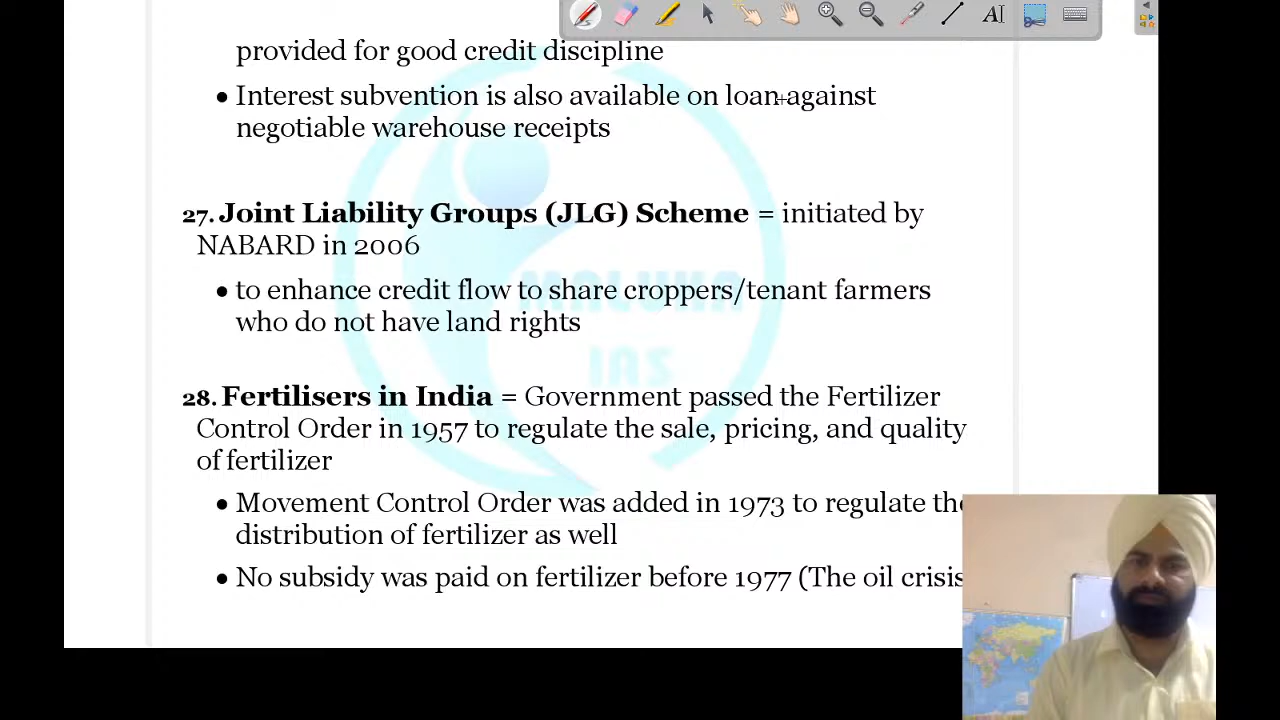 provided for good credit discipline
• Interest subvention is also available on loan against
negotiable warehouse receipts
27. Joint Liability Groups (JLG) Scheme = initiated by
NABARD in 2006
• to enhance credit flow to share croppers/tenant farmers
who do not have land rights
MALUKA
IAS
28. Fertilisers in India = Government passed the Fertilizer
Control Order in 1957 to regulate the sale, pricing, and quality
of fertilizer
• Movement Control Order was added in 1973 to regulate the
distribution of fertilizer as well
• No subsidy was paid on fertilizer before 1977 (The oil crisis